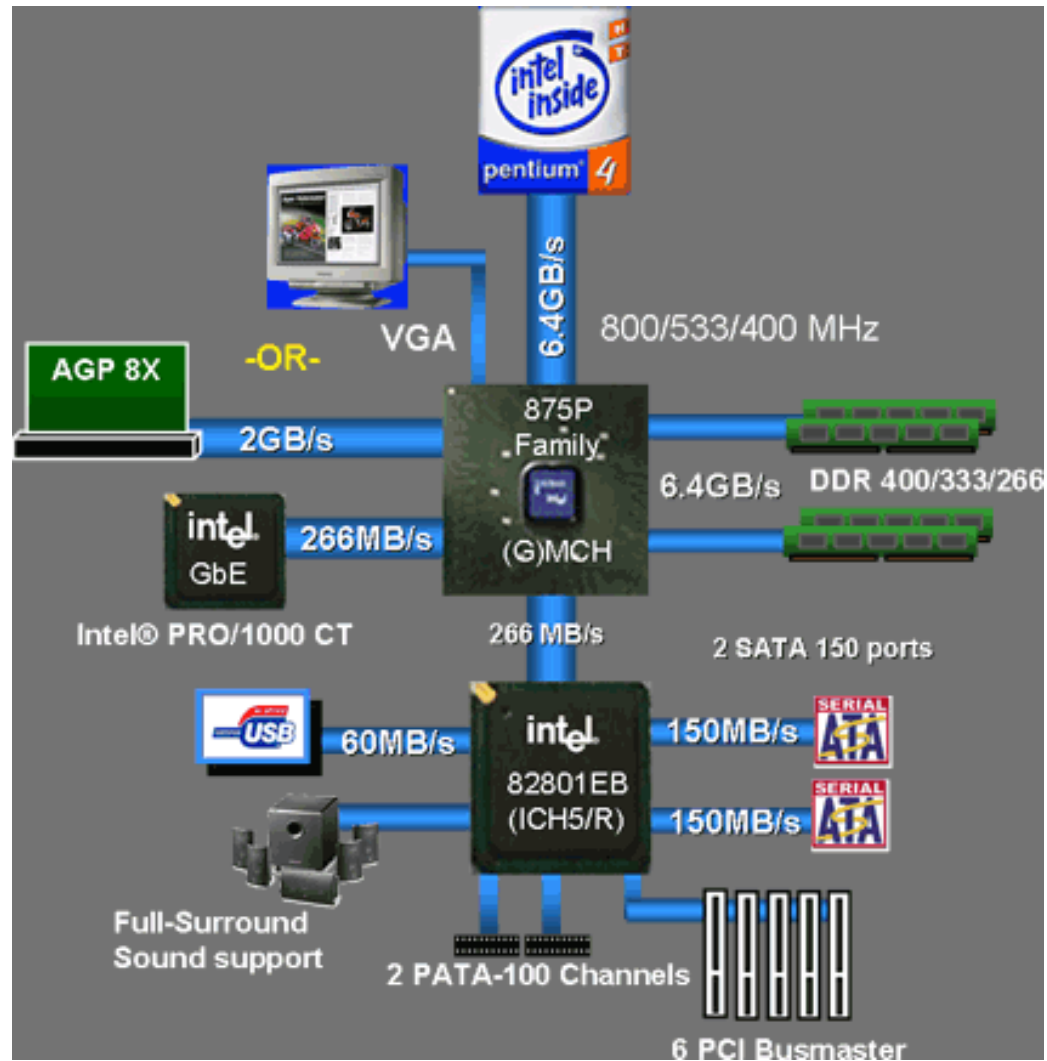 intel
inside
pentium® 4
6.4GB/s
800/533/400 MHz
VGA
-OR-
AGP 8X
2GB/s
875P
Family
(G)MCH
6.4GB/s
DDR 400/333/266
intel.
GbE
266MB/s
Intel® PRO/1000 CT
266 MB/s
2 SATA 150 ports
USB
60MB/s
intel.
82801EB
(ICH5/R)
150MB/s
SERIAL
ATA
150MB/s
SERIAL
ATA
Full-Surround
Sound support
2 PATA-100 Channels
6 PCI Busmaster